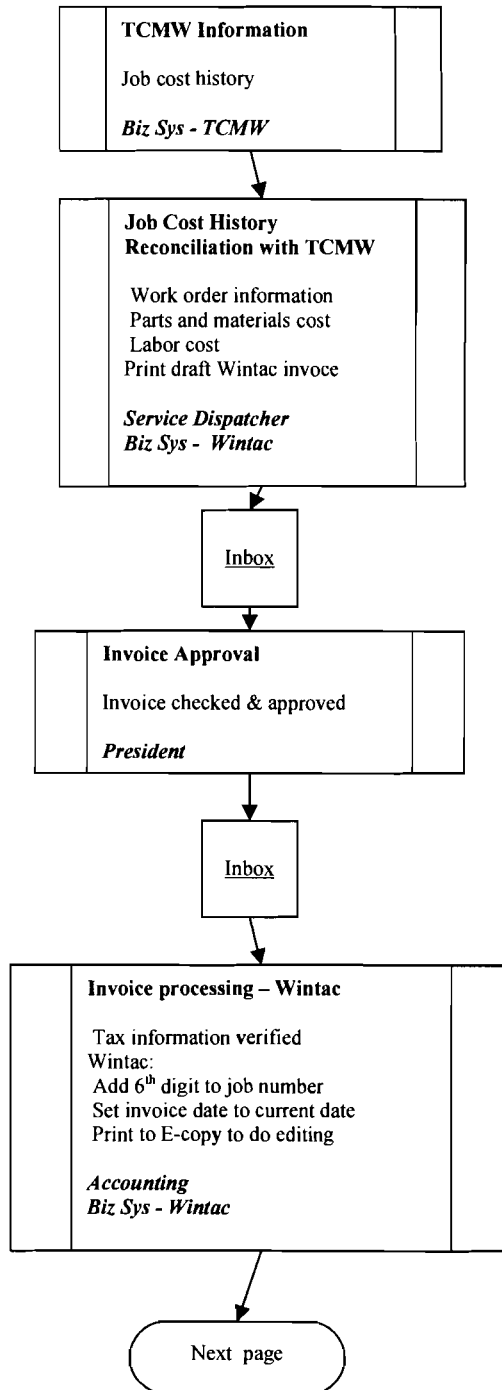 TCMW Information
Job cost history
Biz Sys - TCMW
Job Cost History
Reconciliation with TCMW
Work order information
Parts and materials cost
Labor cost
Print draft Wintac invoce
Service Dispatcher
Biz Sys - Wintac
Inbox
Invoice Approval
Invoice checked & approved
President
Inbox
Invoice processing – Wintac
Tax information verified
Wintac:
Add 6th digit to job number
Set invoice date to current date
Print to E-copy to do editing
Accounting
Biz Sys - Wintac
Next page